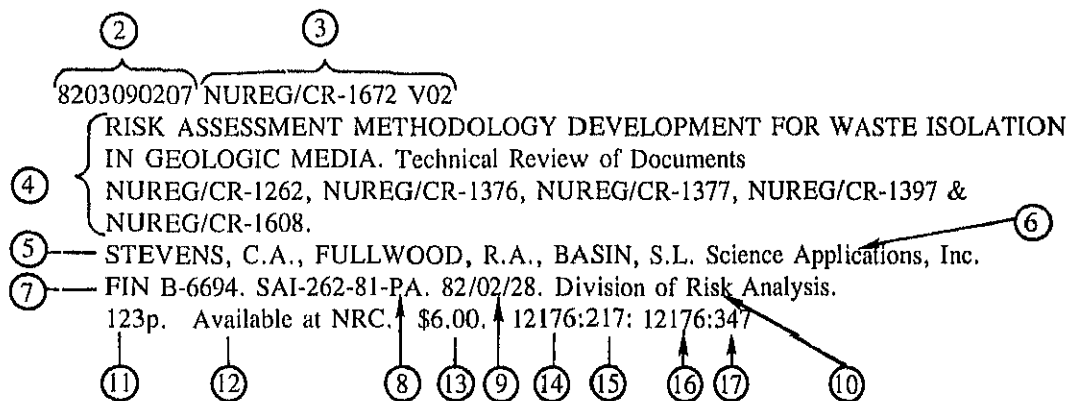 ② ③
8203090207 NUREG/CR-1672 V02
RISK ASSESSMENT METHODOLOGY DEVELOPMENT FOR WASTE ISOLATION
IN GEOLOGIC MEDIA. Technical Review of Documents
④ NUREG/CR-1262, NUREG/CR-1376, NUREG/CR-1377, NUREG/CR-1397 &
NUREG/CR-1608. ⑥
⑤ STEVENS, C.A., FULLWOOD, R.A., BASIN, S.L. Science Applications, Inc.
⑦ FIN B-6694. SAI-262-81-PA. 82/02/28. Division of Risk Analysis.
123p. Available at NRC. $6.00. 12176:217: 12176:347
⑪ ⑫ ⑧ ⑬ ⑨ ⑭ ⑮ ⑯ ⑰ ⑩